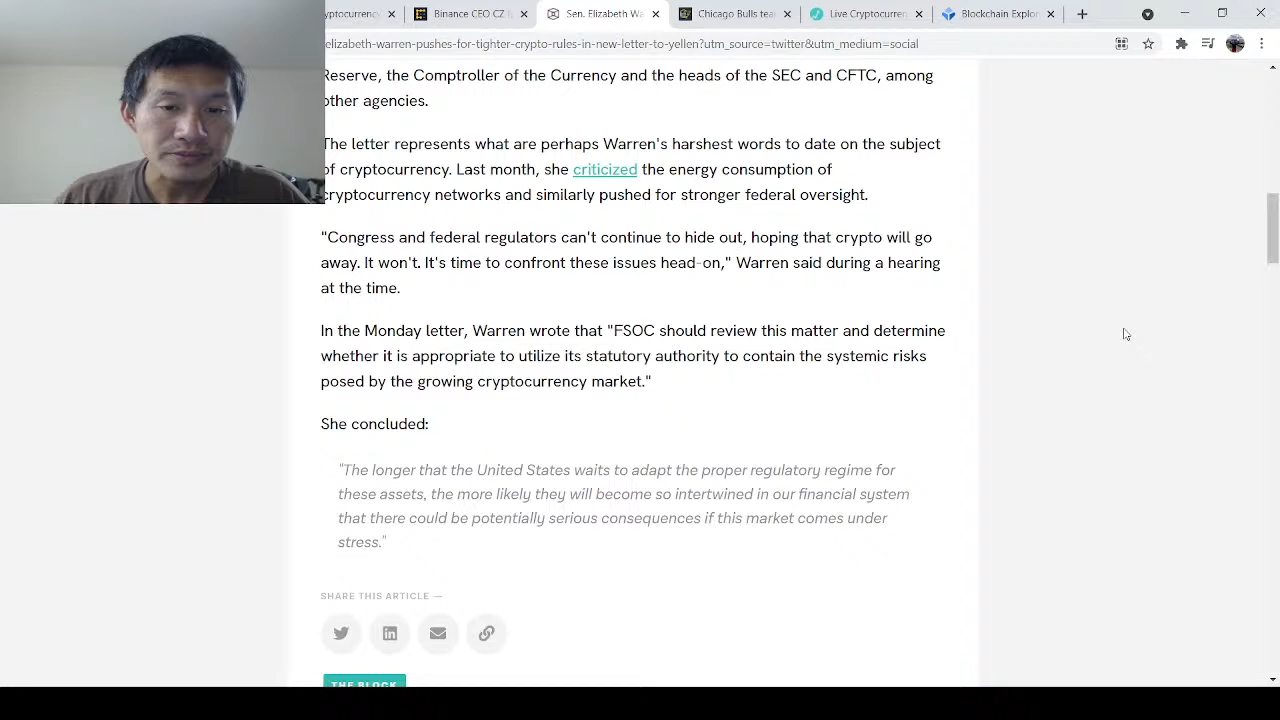 yptocurrency
Binance CEO CZ
Sen. Elizabeth Wa
Chicago Bulls tea
Live Cryptocurren
Blockchain Explor
elizabeth-warren-pushes-for-tighter-crypto-rules-in-new-letter-to-yellen?utm_source=twitter&utm_medium=social
Reserve, the Comptroller of the Currency and the heads of the SEC and CFTC, among
other agencies.
The letter represents what are perhaps Warren's harshest words to date on the subject
of cryptocurrency. Last month, she criticized the energy consumption of
cryptocurrency networks and similarly pushed for stronger federal oversight.
"Congress and federal regulators can't continue to hide out, hoping that crypto will go
away. It won't. It's time to confront these issues head-on," Warren said during a hearing
at the time.
In the Monday letter, Warren wrote that "FSOC should review this matter and determine
whether it is appropriate to utilize its statutory authority to contain the systemic risks
posed by the growing cryptocurrency market."
She concluded:
"The longer that the United States waits to adapt the proper regulatory regime for
these assets, the more likely they will become so intertwined in our financial system
that there could be potentially serious consequences if this market comes under
stress."
SHARE THIS ARTICLE —
THE BLOCK